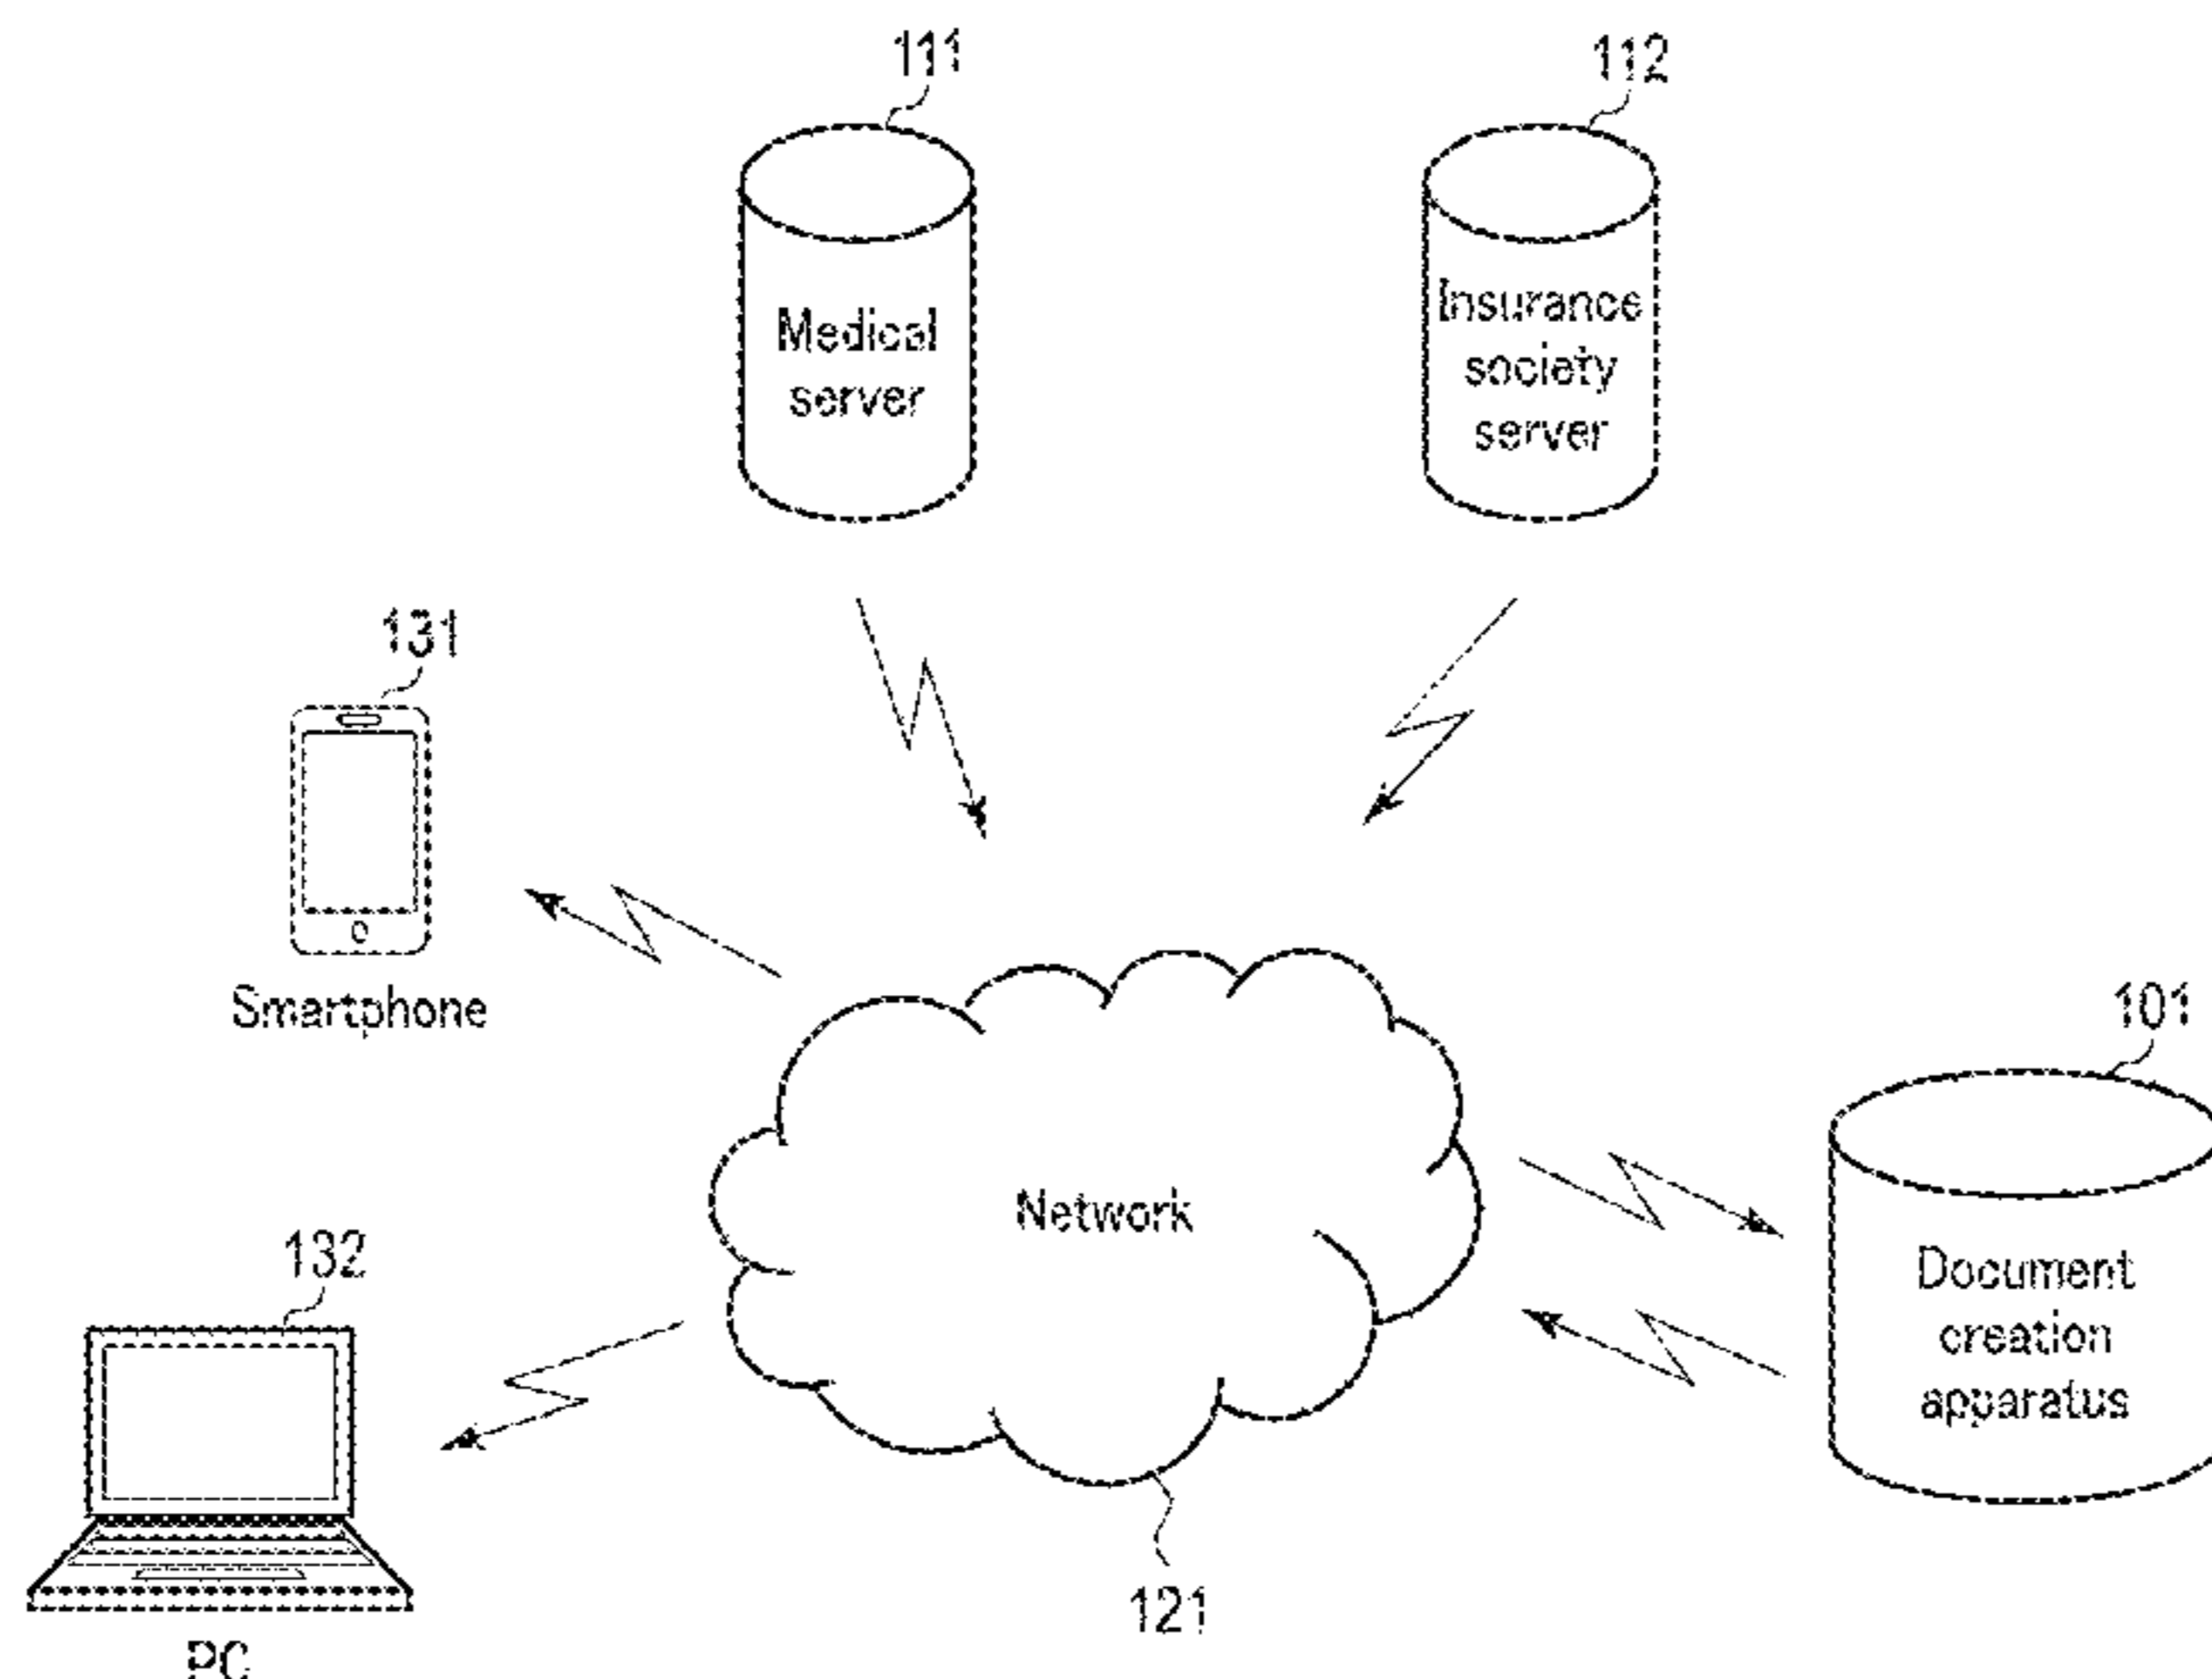 111
112
Medical
server
Insurance
society
server
131
Smartphone
101
Network
Document
creation
apparatus
132
PC
121